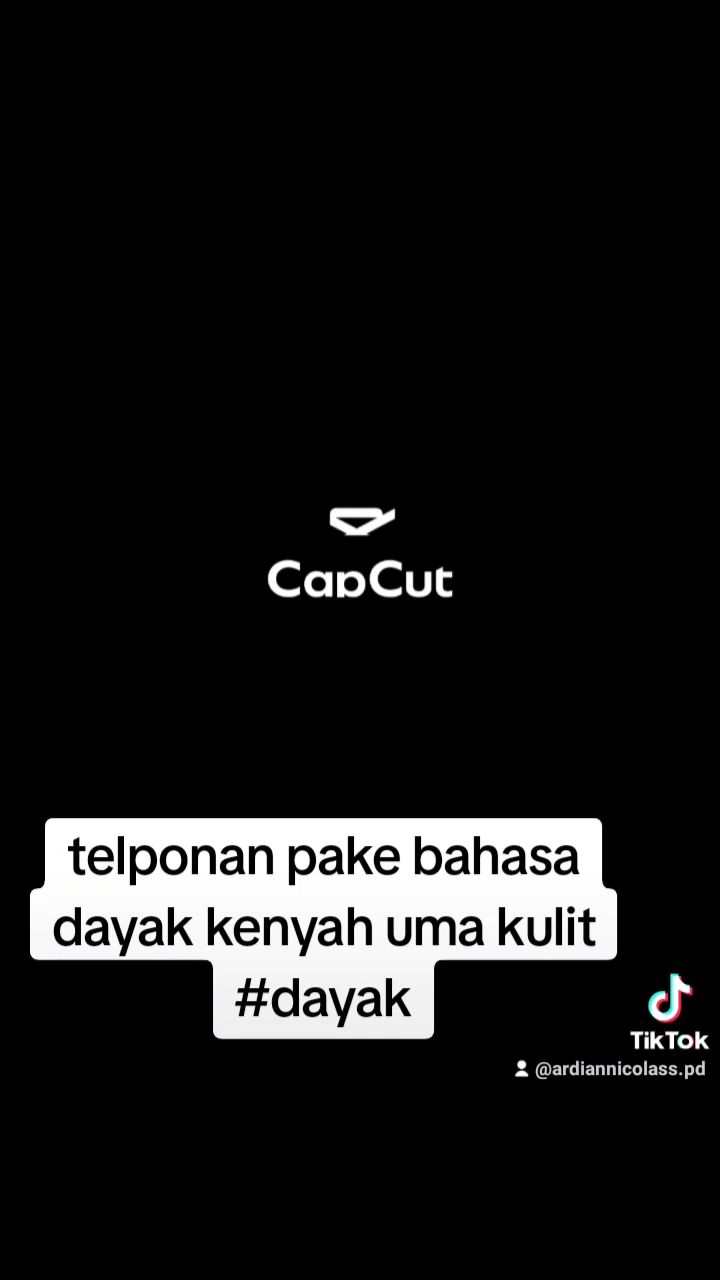 CapCut
telponan pake bahasa
dayak kenyah uma kulit
#dayak
TikTok
@ardiannicolass.pd